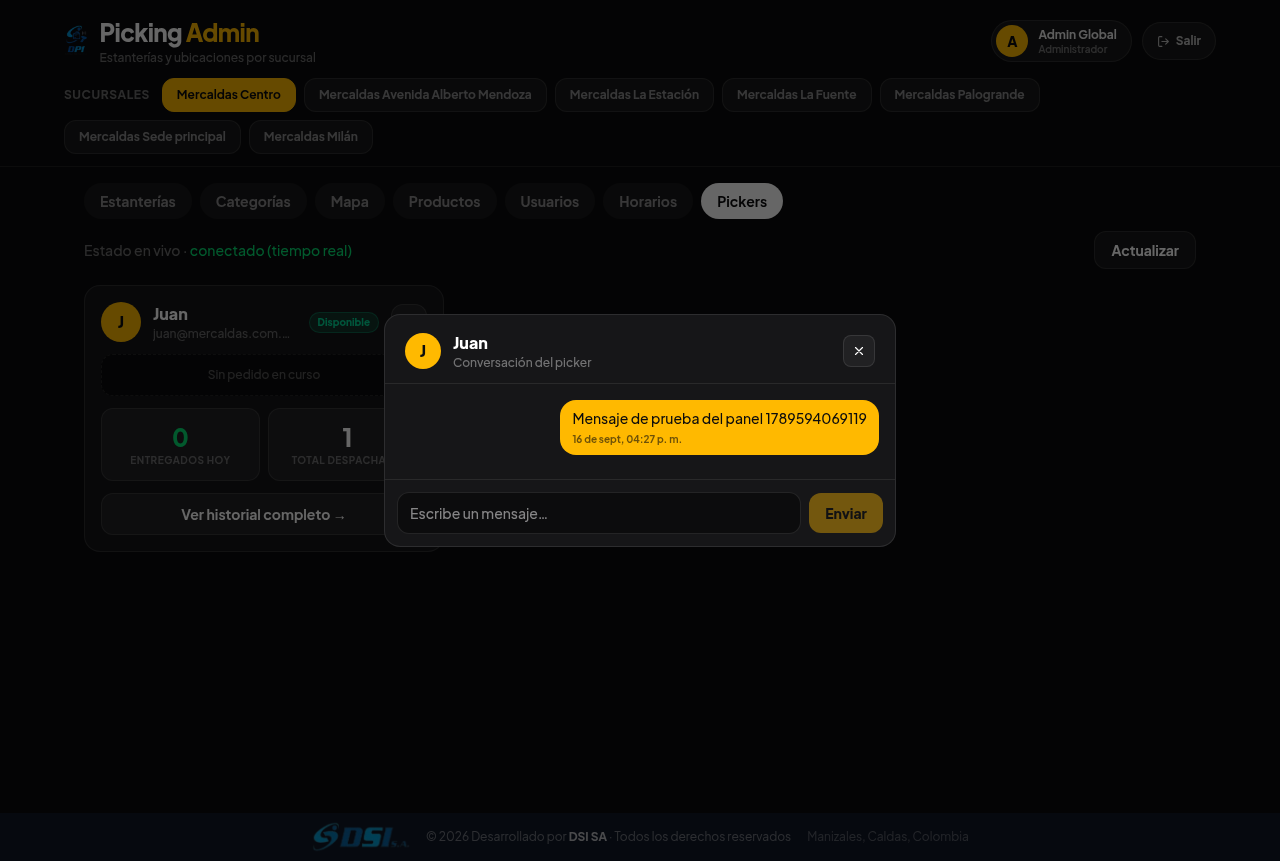 DPI
Picking Admin
Estanterías y ubicaciones por sucursal
A
Admin Global
Administrador
Salir
SUCURSALES
Mercaldas Centro
Mercaldas Avenida Alberto Mendoza
Mercaldas La Estación
Mercaldas La Fuente
Mercaldas Palogrande
Mercaldas Sede principal
Mercaldas Milán
Estanterías
Categorías
Mapa
Productos
Usuarios
Horarios
Pickers
Estado en vivo · conectado (tiempo real)
Actualizar
J
Juan
juan@mercaldas.com.…
Disponible
Sin pedido en curso
0
ENTREGADOS HOY
1
TOTAL DESPACHA
Ver historial completo →
J
Juan
Conversación del picker
Mensaje de prueba del panel 1789594069119
16 de sept, 04:27 p. m.
Escribe un mensaje…
Enviar
DSI
© 2026 Desarrollado por DSI SA · Todos los derechos reservados
Manizales, Caldas, Colombia